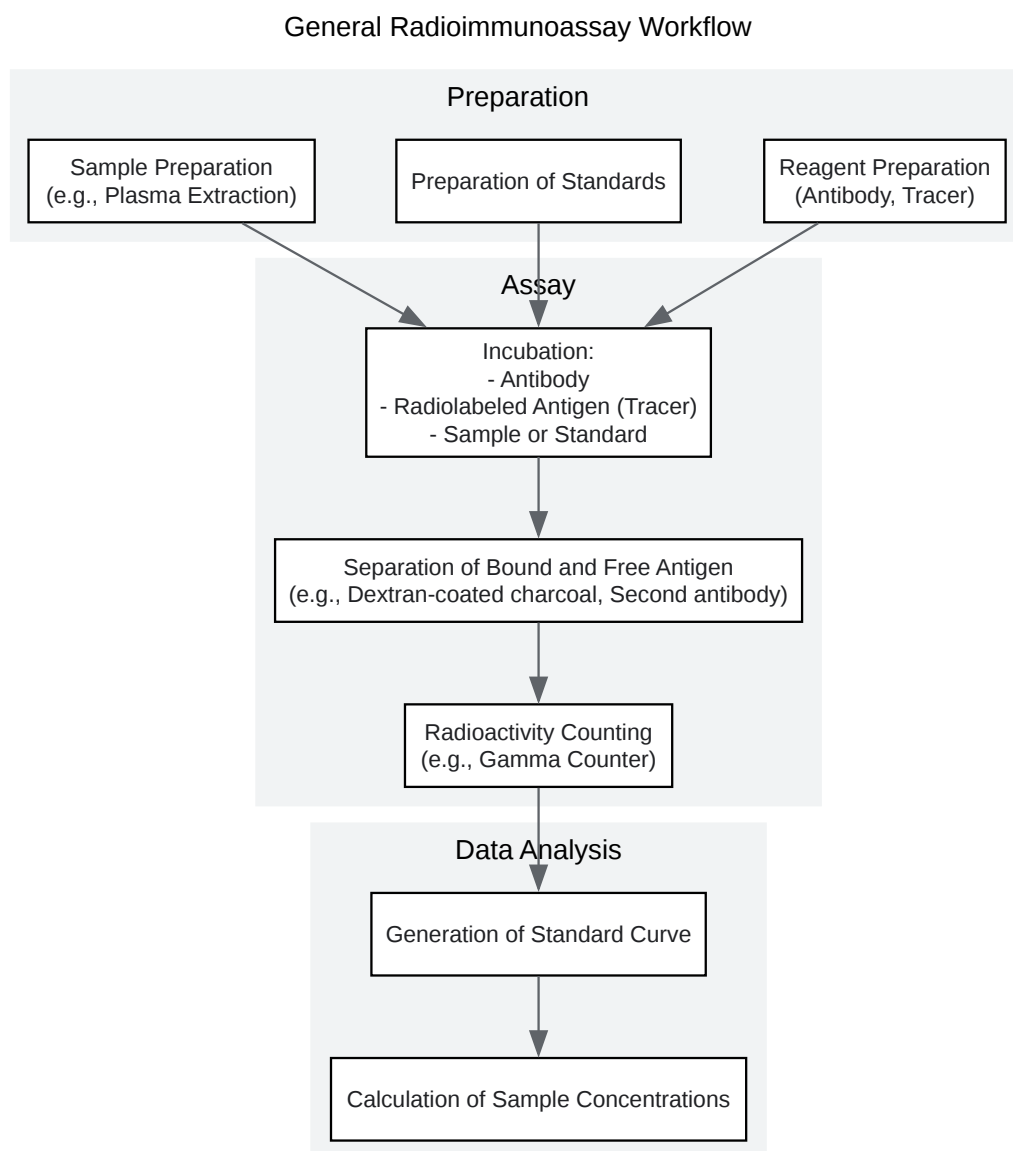 General Radioimmunoassay Workflow
Preparation
Sample Preparation
(e.g., Plasma Extraction)
Preparation of Standards
Reagent Preparation
(Antibody, Tracer)
Assay
Incubation:
- Antibody
- Radiolabeled Antigen (Tracer)
- Sample or Standard
Separation of Bound and Free Antigen
(e.g., Dextran-coated charcoal, Second antibody)
Radioactivity Counting
(e.g., Gamma Counter)
Data Analysis
Generation of Standard Curve
Calculation of Sample Concentrations